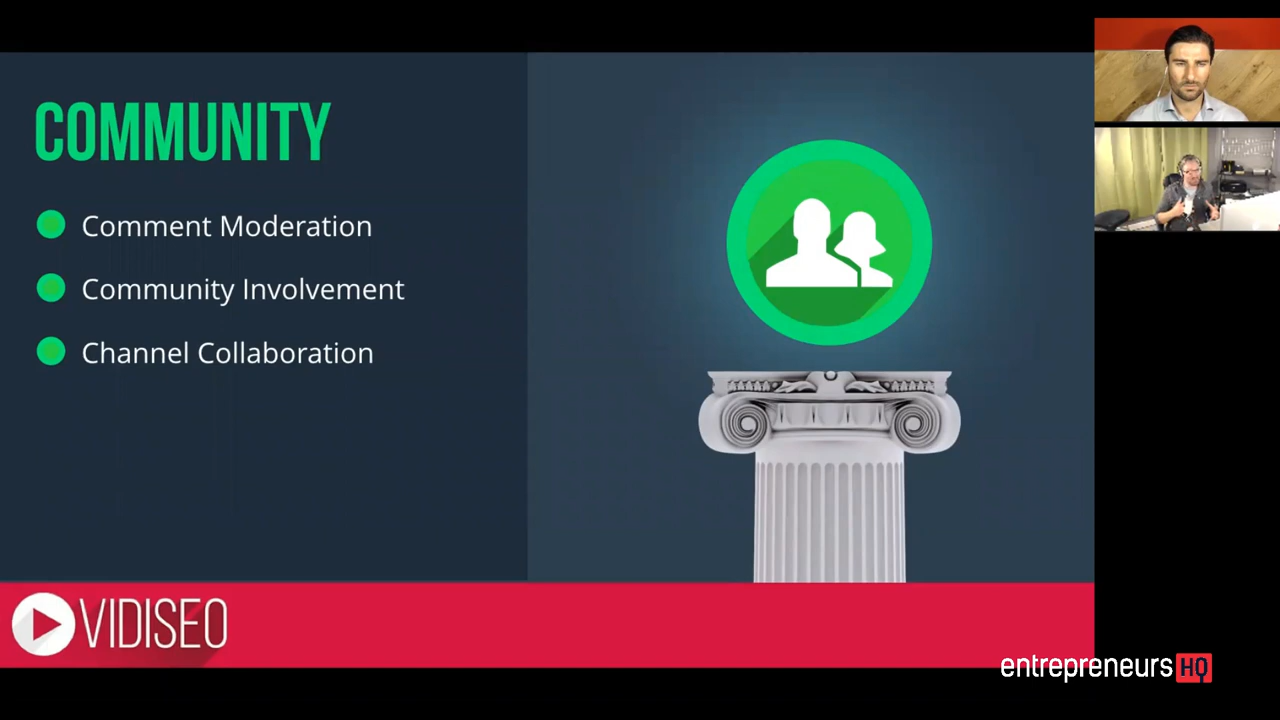 COMMUNITY
Comment Moderation
Community Involvement
Channel Collaboration
VIDISEO
entrepreneurs HQ